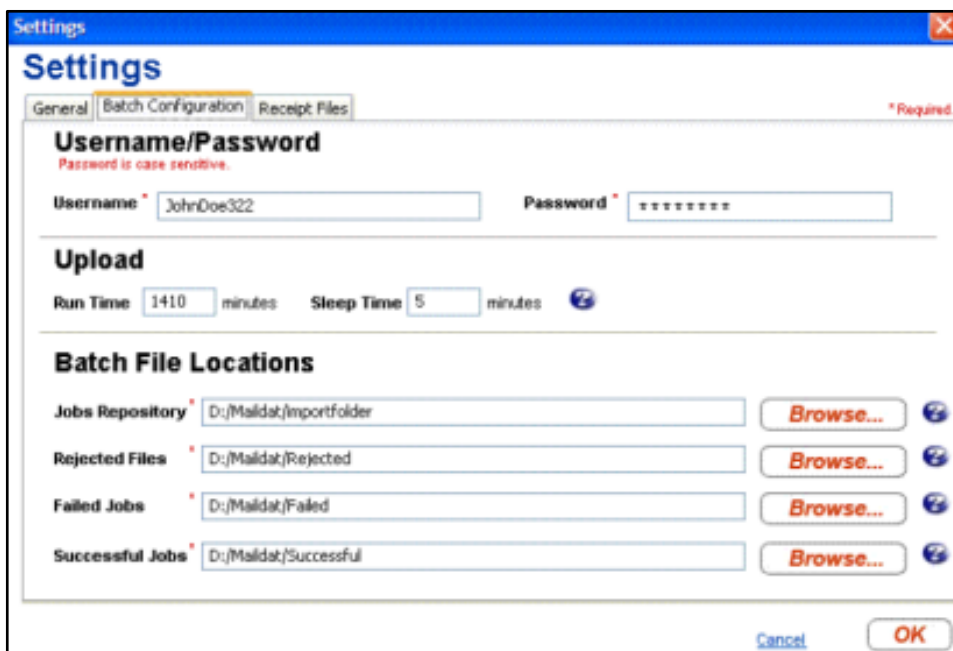 Settings
Settings
General Batch Configuration Receipt Files *Required.
Username/Password
Password is case sensitive.
Username * JohnDoe322 Password * ********
Upload
Run Time 1410 minutes Sleep Time 5 minutes ?
Batch File Locations
Jobs Repository * D:/Maildat/importfolder Browse... ?
Rejected Files * D:/Maildat/Rejected Browse... ?
Failed Jobs * D:/Maildat/Failed Browse... ?
Successful Jobs * D:/Maildat/Successful Browse... ?
Cancel OK